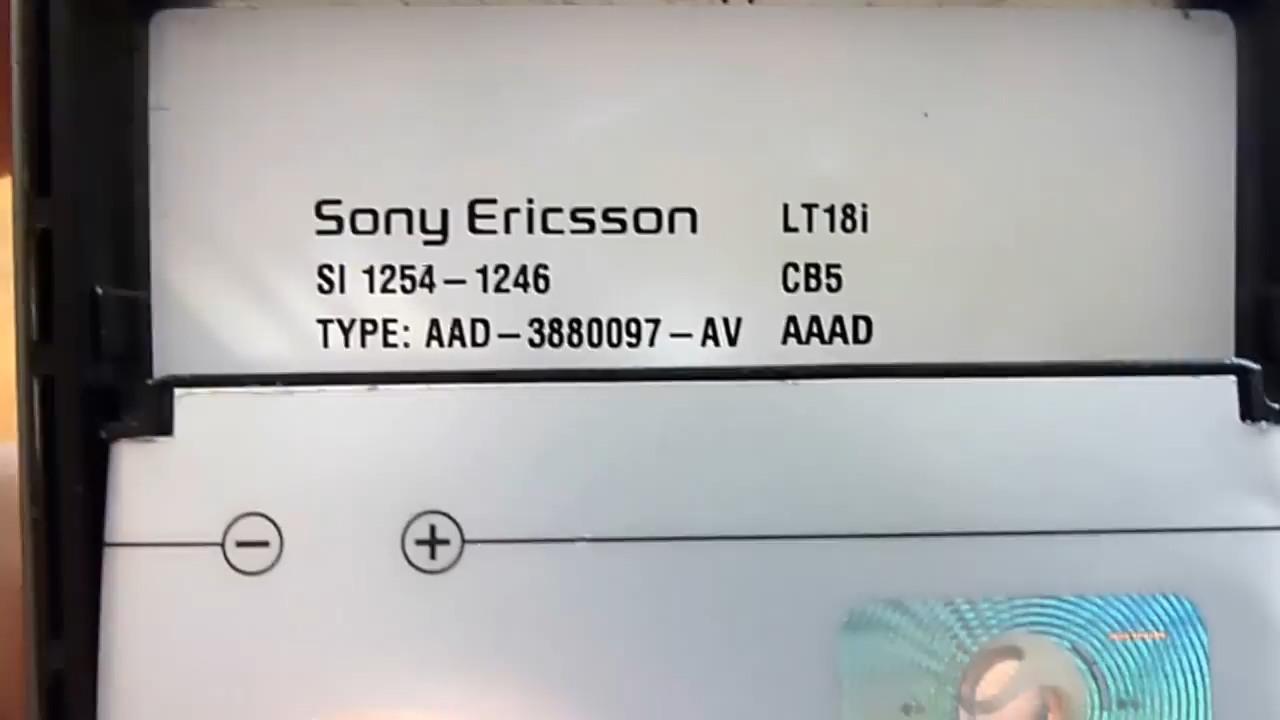 Sony Ericsson LT18i
SI 1254-1246 CB5
TYPE: AAD-3880097-AV AAAD
− +